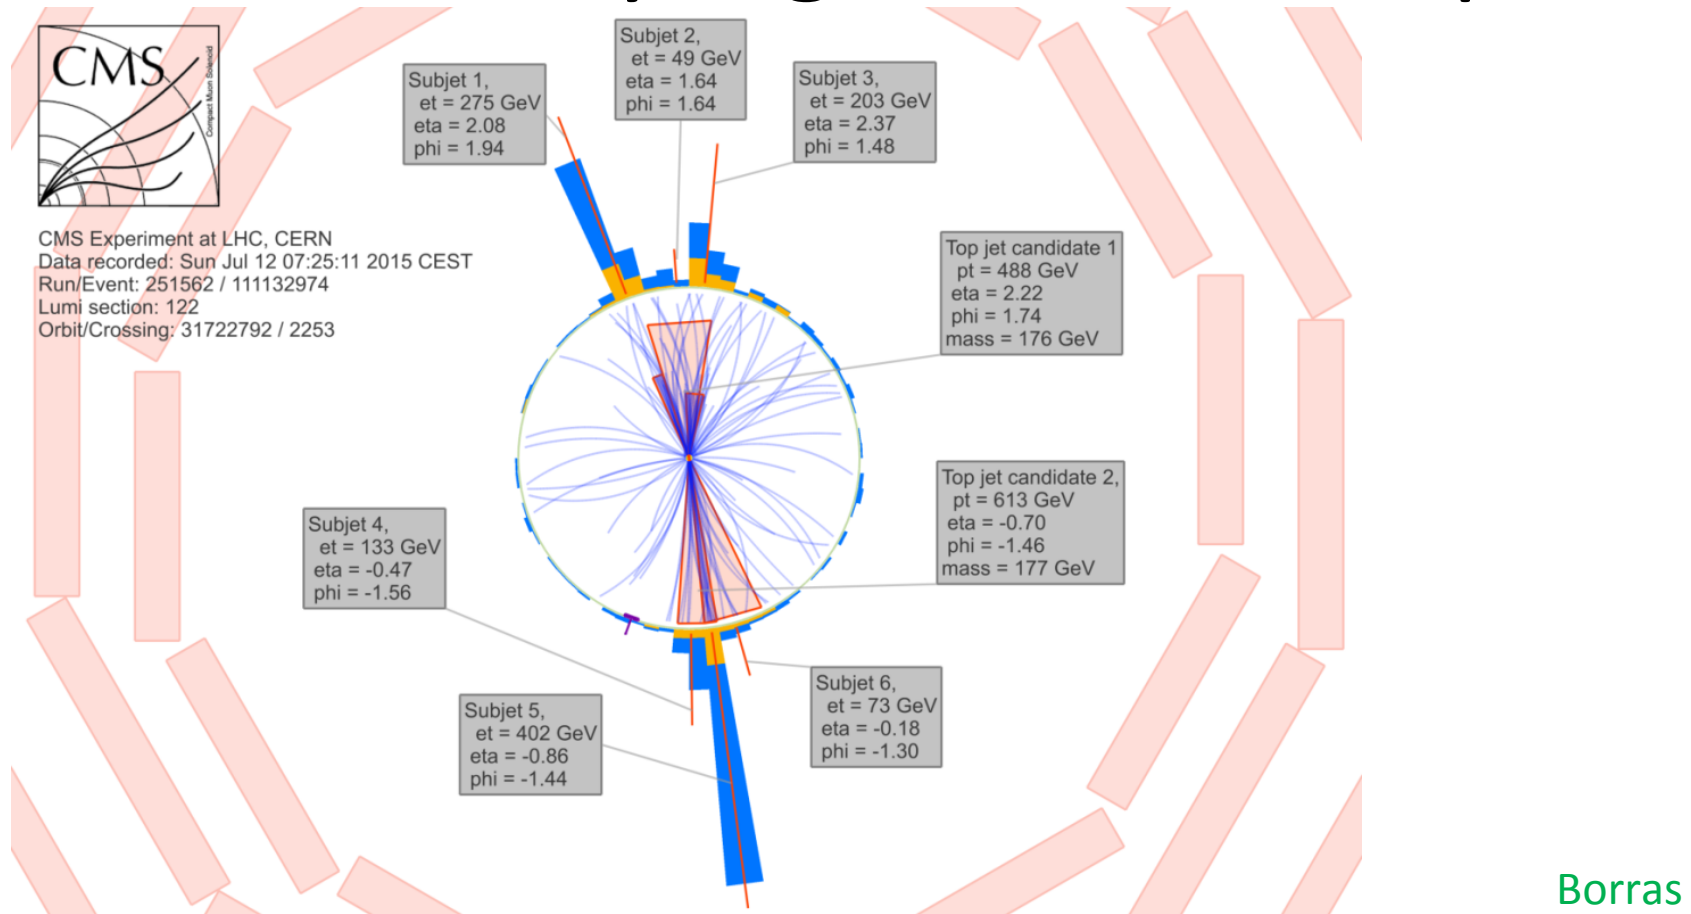 CMS
Compact Muon Solenoid
CMS Experiment at LHC, CERN
Data recorded: Sun Jul 12 07:25:11 2015 CEST
Run/Event: 251562 / 111132974
Lumi section: 122
Orbit/Crossing: 31722792 / 2253
Subjet 1,
et = 275 GeV
eta = 2.08
phi = 1.94
Subjet 2,
et = 49 GeV
eta = 1.64
phi = 1.64
Subjet 3,
et = 203 GeV
eta = 2.37
phi = 1.48
Top jet candidate 1
pt = 488 GeV
eta = 2.22
phi = 1.74
mass = 176 GeV
Top jet candidate 2,
pt = 613 GeV
eta = -0.70
phi = -1.46
mass = 177 GeV
Subjet 4,
et = 133 GeV
eta = -0.47
phi = -1.56
Subjet 5,
et = 402 GeV
eta = -0.86
phi = -1.44
Subjet 6,
et = 73 GeV
eta = -0.18
phi = -1.30
Borras